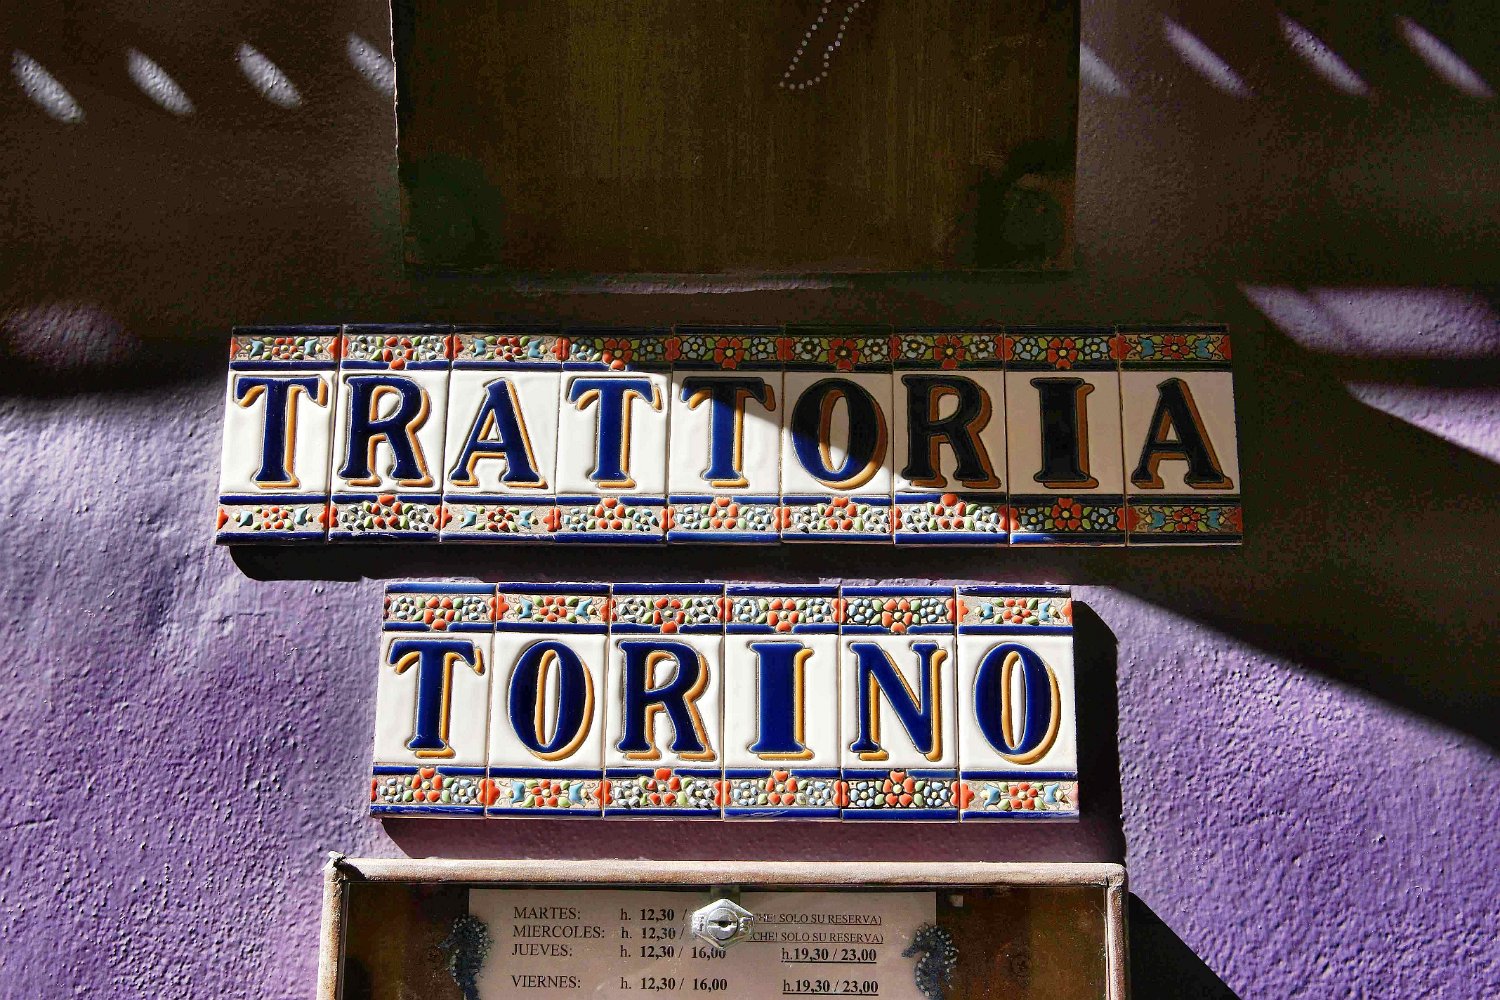 TRATTORIA
TORINO
MARTES: h. 12,30 / SOLO SU RESERVA)
MIERCOLES: h. 12,30 / SOLO SU RESERVA)
JUEVES: h. 12,30 / 16,00 h.19,30 / 23,00
VIERNES: h. 12,30 / 16,00 h.19,30 / 23,00